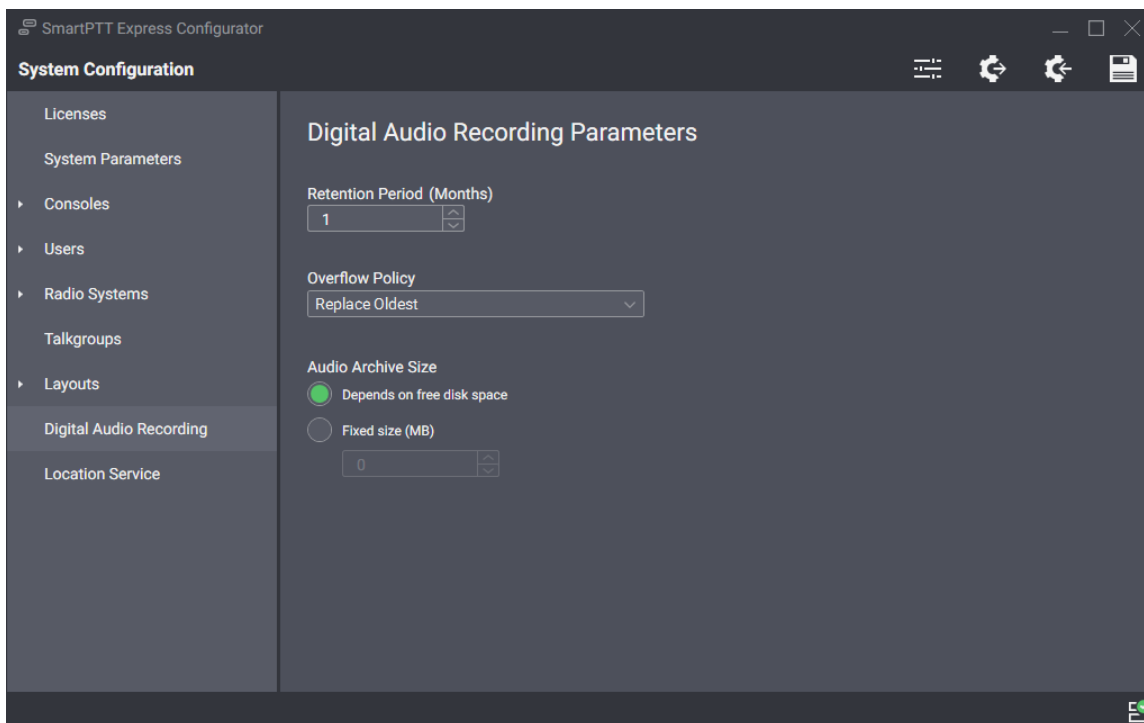 SmartPTT Express Configurator
System Configuration
Licenses
System Parameters
Consoles
Users
Radio Systems
Talkgroups
Layouts
Digital Audio Recording
Location Service
Digital Audio Recording Parameters
Retention Period (Months)
1
Overflow Policy
Replace Oldest
Audio Archive Size
Depends on free disk space
Fixed size (MB)
0